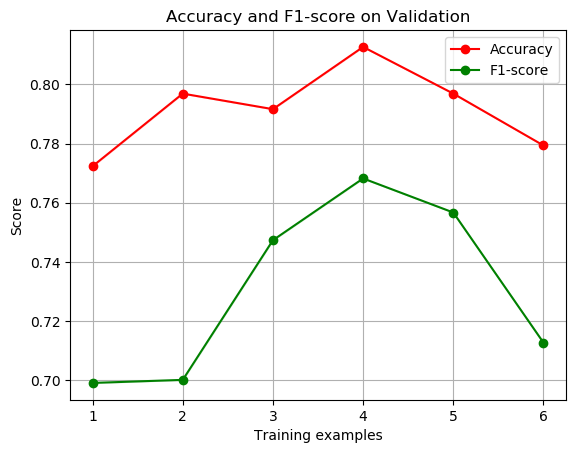 Accuracy and F1-score on Validation
Accuracy
F1-score
0.80
0.78
0.76
0.74
0.72
0.70
Score
1 2 3 4 5 6
Training examples